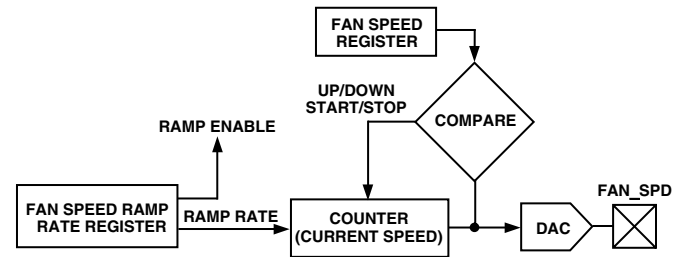 FAN SPEED
REGISTER
UP/DOWN
START/STOP
COMPARE
RAMP ENABLE
FAN SPEED RAMP
RATE REGISTER
RAMP RATE
COUNTER
(CURRENT SPEED)
DAC
FAN_SPD